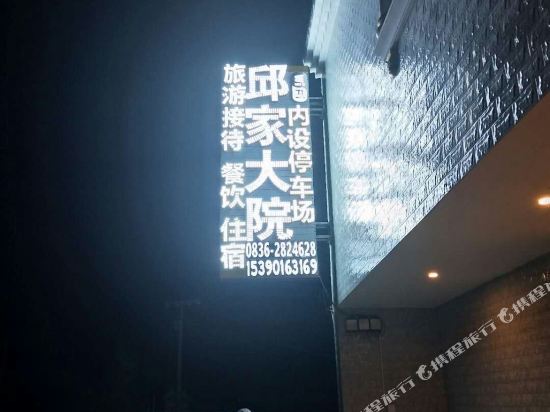 内设停车场
邱家大院
旅游接待 餐饮 住宿
0836-2824628
15390163169
携程旅行
携程旅行